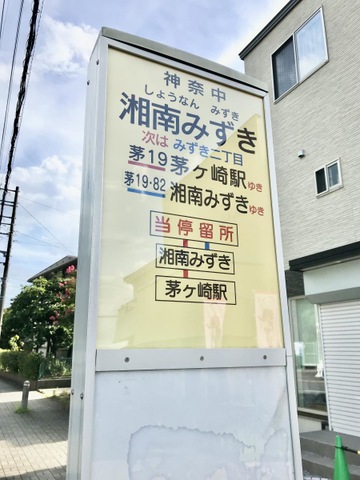 神奈中
しょうなん みずき
湘南みずき
次は みずき二丁目
茅19 茅ケ崎駅ゆき
茅19・82 湘南みずきゆき
当停留所
湘南みずき
茅ケ崎駅